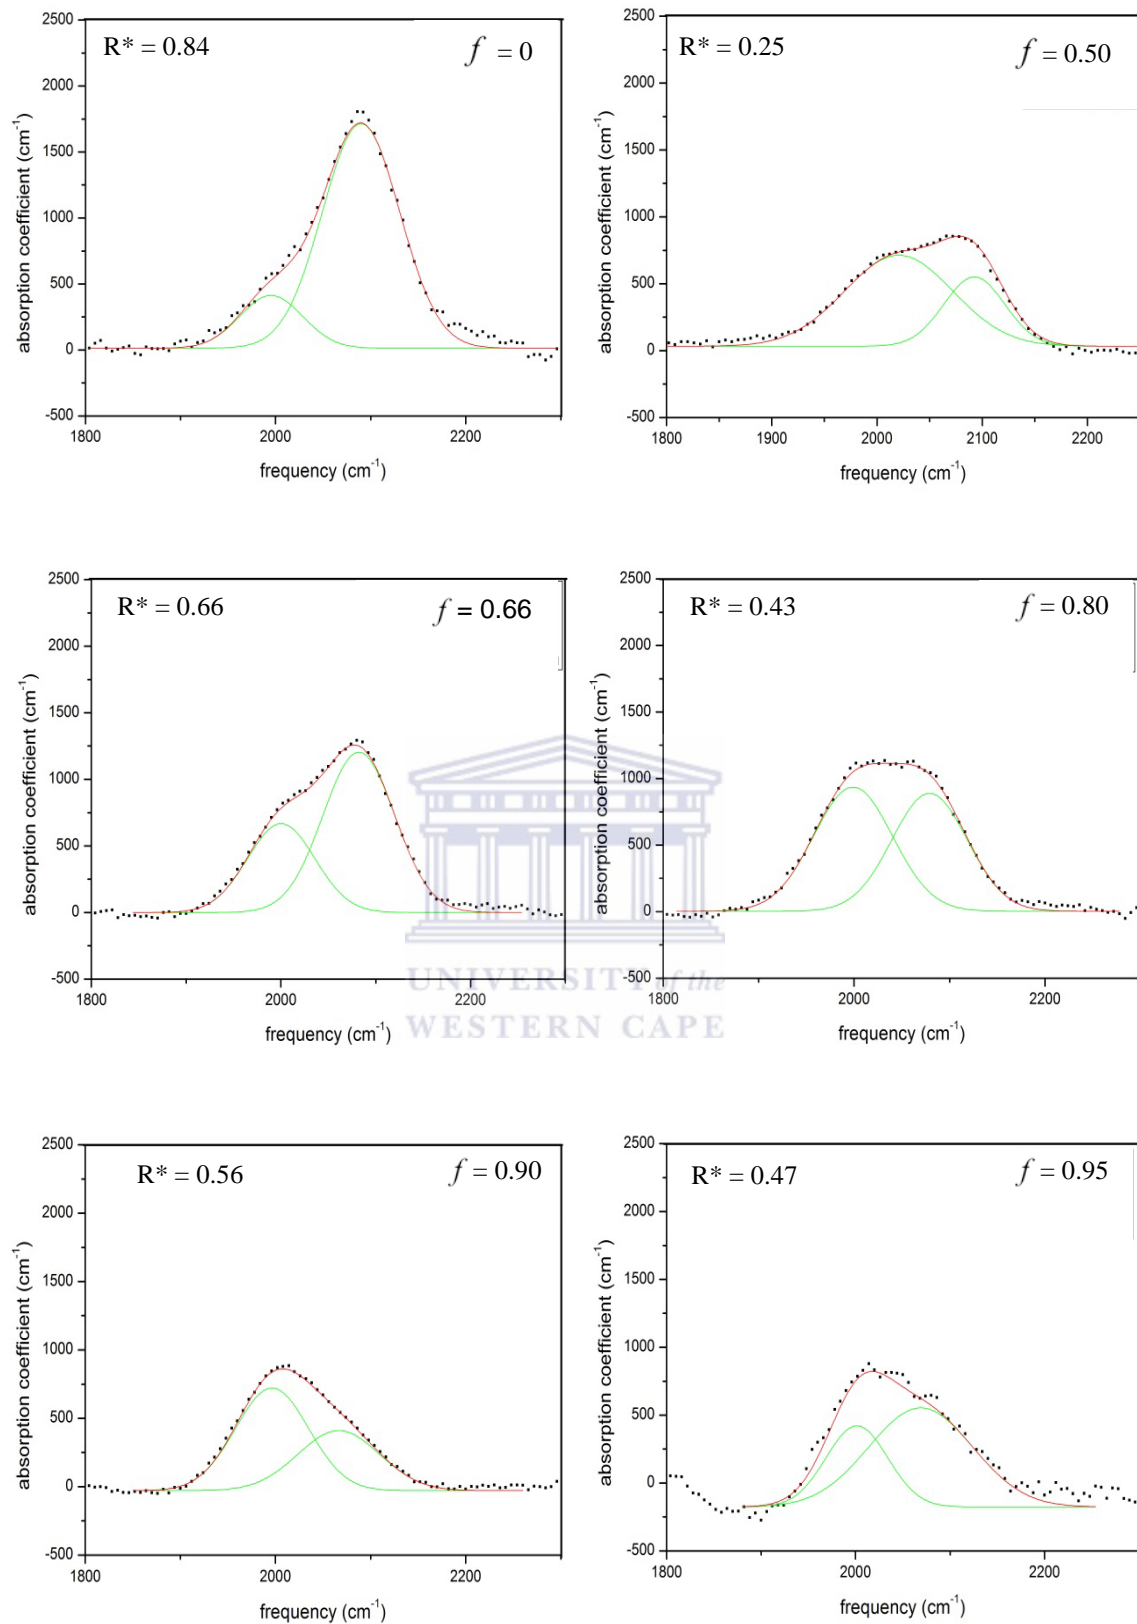 R* = 0.84
f = 0
2500
2000
1500
1000
500
0
-500
absorption coefficient (cm-1)
1800
2000
2200
frequency (cm-1)
R* = 0.25
f = 0.50
2500
2000
1500
1000
500
0
-500
absorption coefficient (cm-1)
1800
1900
2000
2100
2200
frequency (cm-1)
R* = 0.66
f = 0.66
2500
2000
1500
1000
500
0
-500
absorption coefficient (cm-1)
1800
2000
2200
frequency (cm-1)
R* = 0.43
f = 0.80
2500
2000
1500
1000
500
0
-500
absorption coefficient (cm-1)
1800
2000
2200
frequency (cm-1)
UNIVERSITY of the
WESTERN CAPE
R* = 0.56
f = 0.90
2500
2000
1500
1000
500
0
-500
absorption coefficient (cm-1)
1800
2000
2200
frequency (cm-1)
R* = 0.47
f = 0.95
2500
2000
1500
1000
500
0
-500
absorption coefficient (cm-1)
1800
2000
2200
frequency (cm-1)